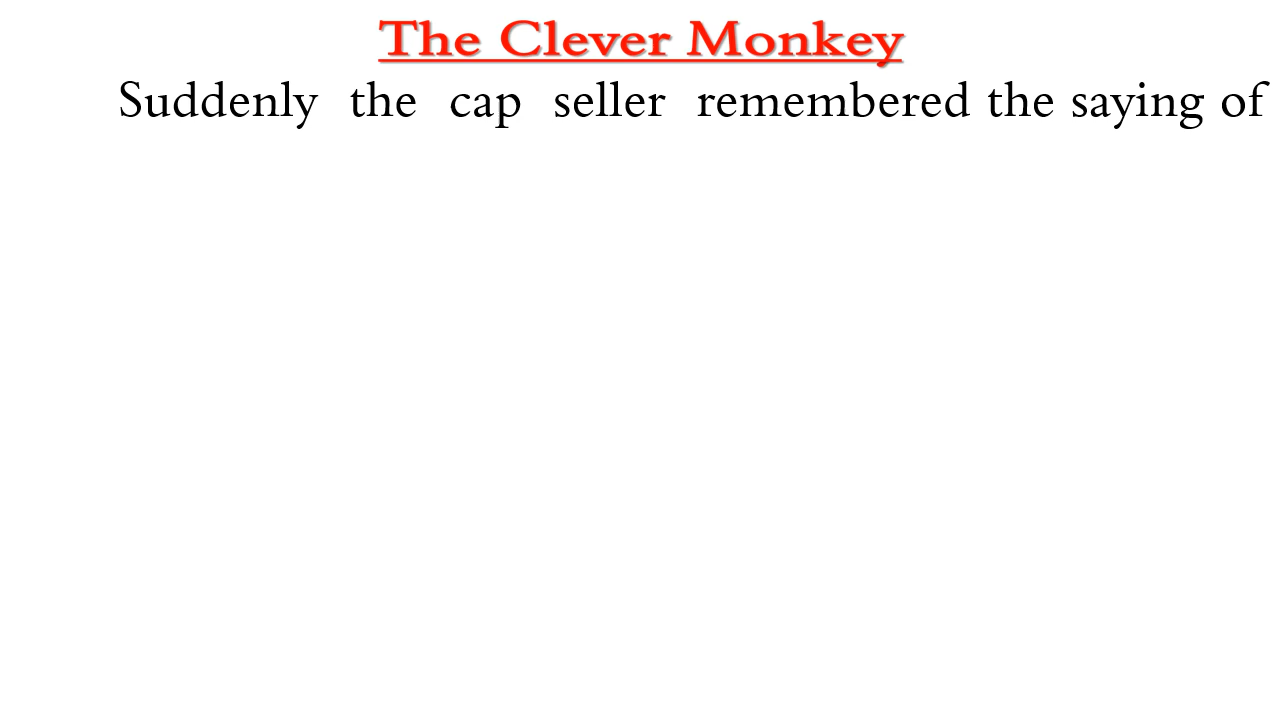 The Clever Monkey
Suddenly the cap seller remembered the saying of